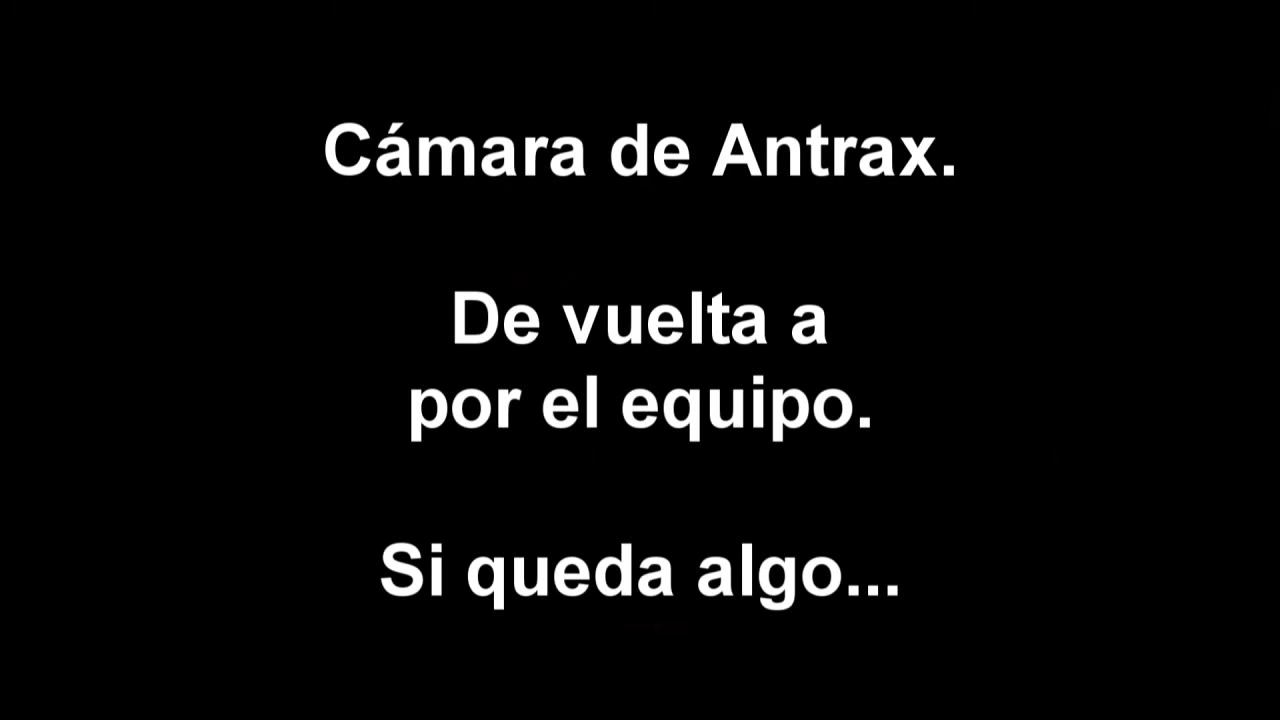 Cámara de Antrax.
De vuelta a
por el equipo.
Si queda algo...